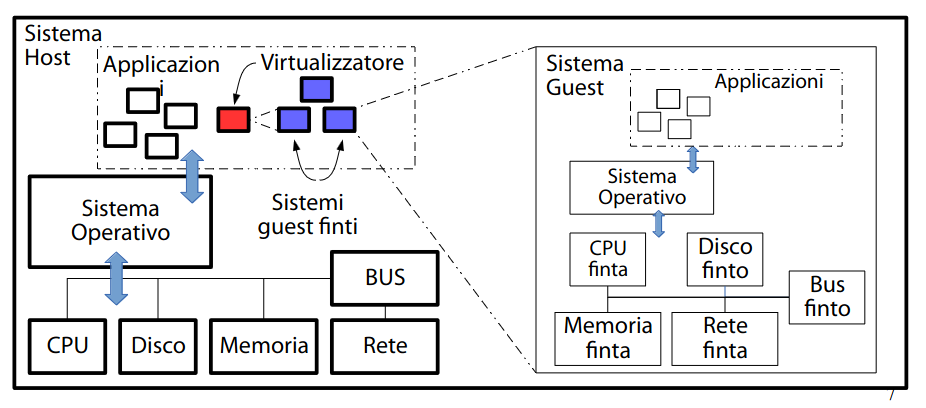 Sistema
Host
Applicazion
i
Virtualizzatore
Sistemi
guest finti
Sistema
Operativo
BUS
CPU
Disco
Memoria
Rete
Sistema
Guest
Applicazioni
Sistema
Operativo
CPU
finta
Disco
finto
Bus
finto
Memoria
finta
Rete
finta